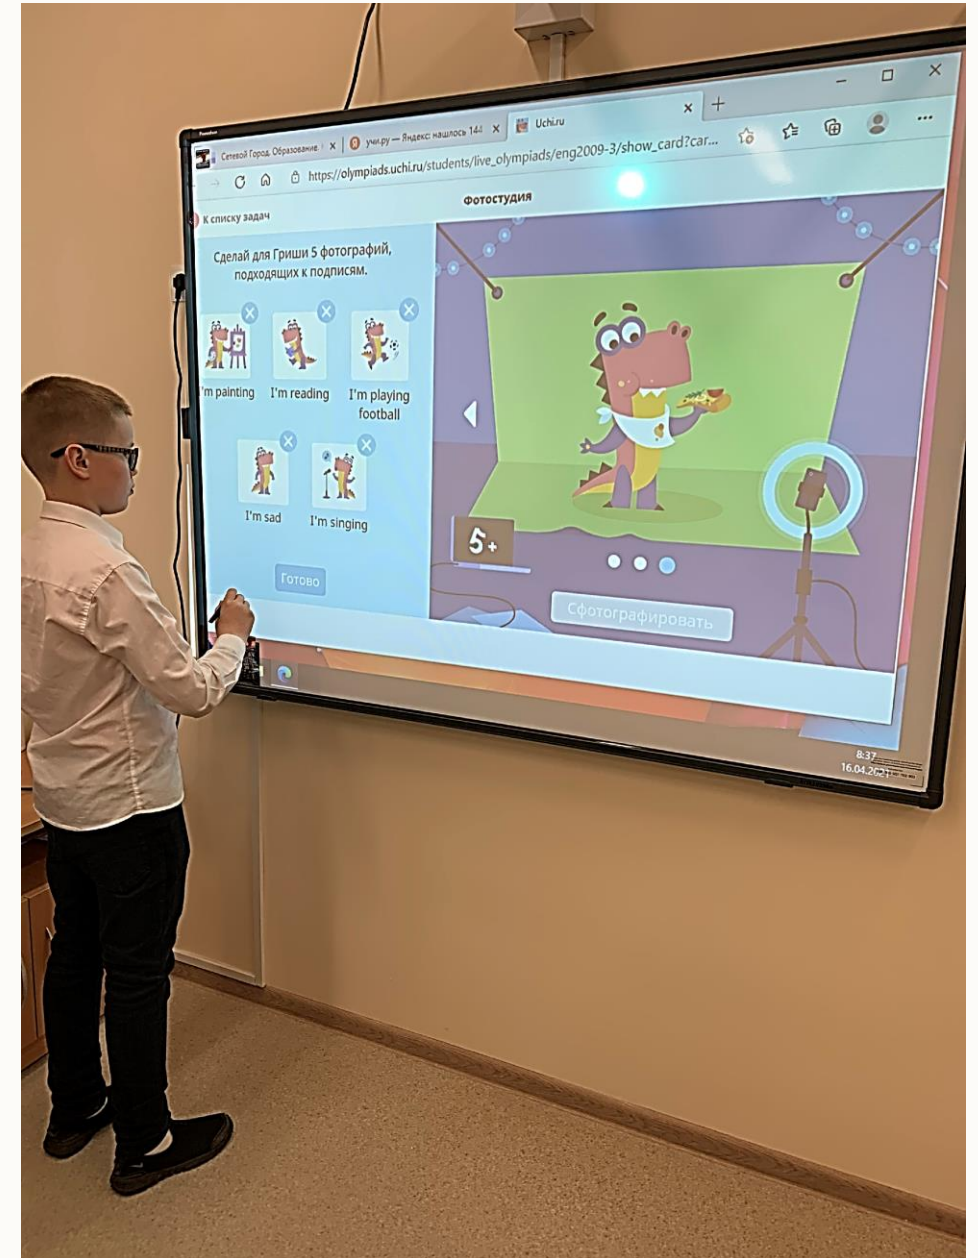 Сетевой Город. Образование.
учи.ру — Яндекс: нашлось 144
Uchi.ru
https://olympiads.uchi.ru/students/live_olympiads/eng2009-3/show_card?car...
К списку задач
Фотостудия
Сделай для Гриши 5 фотографий,
подходящих к подписям.
I'm painting
I'm reading
I'm playing
football
I'm sad
I'm singing
Готово
5+
Сфотографировать
8:37
16.04.2021